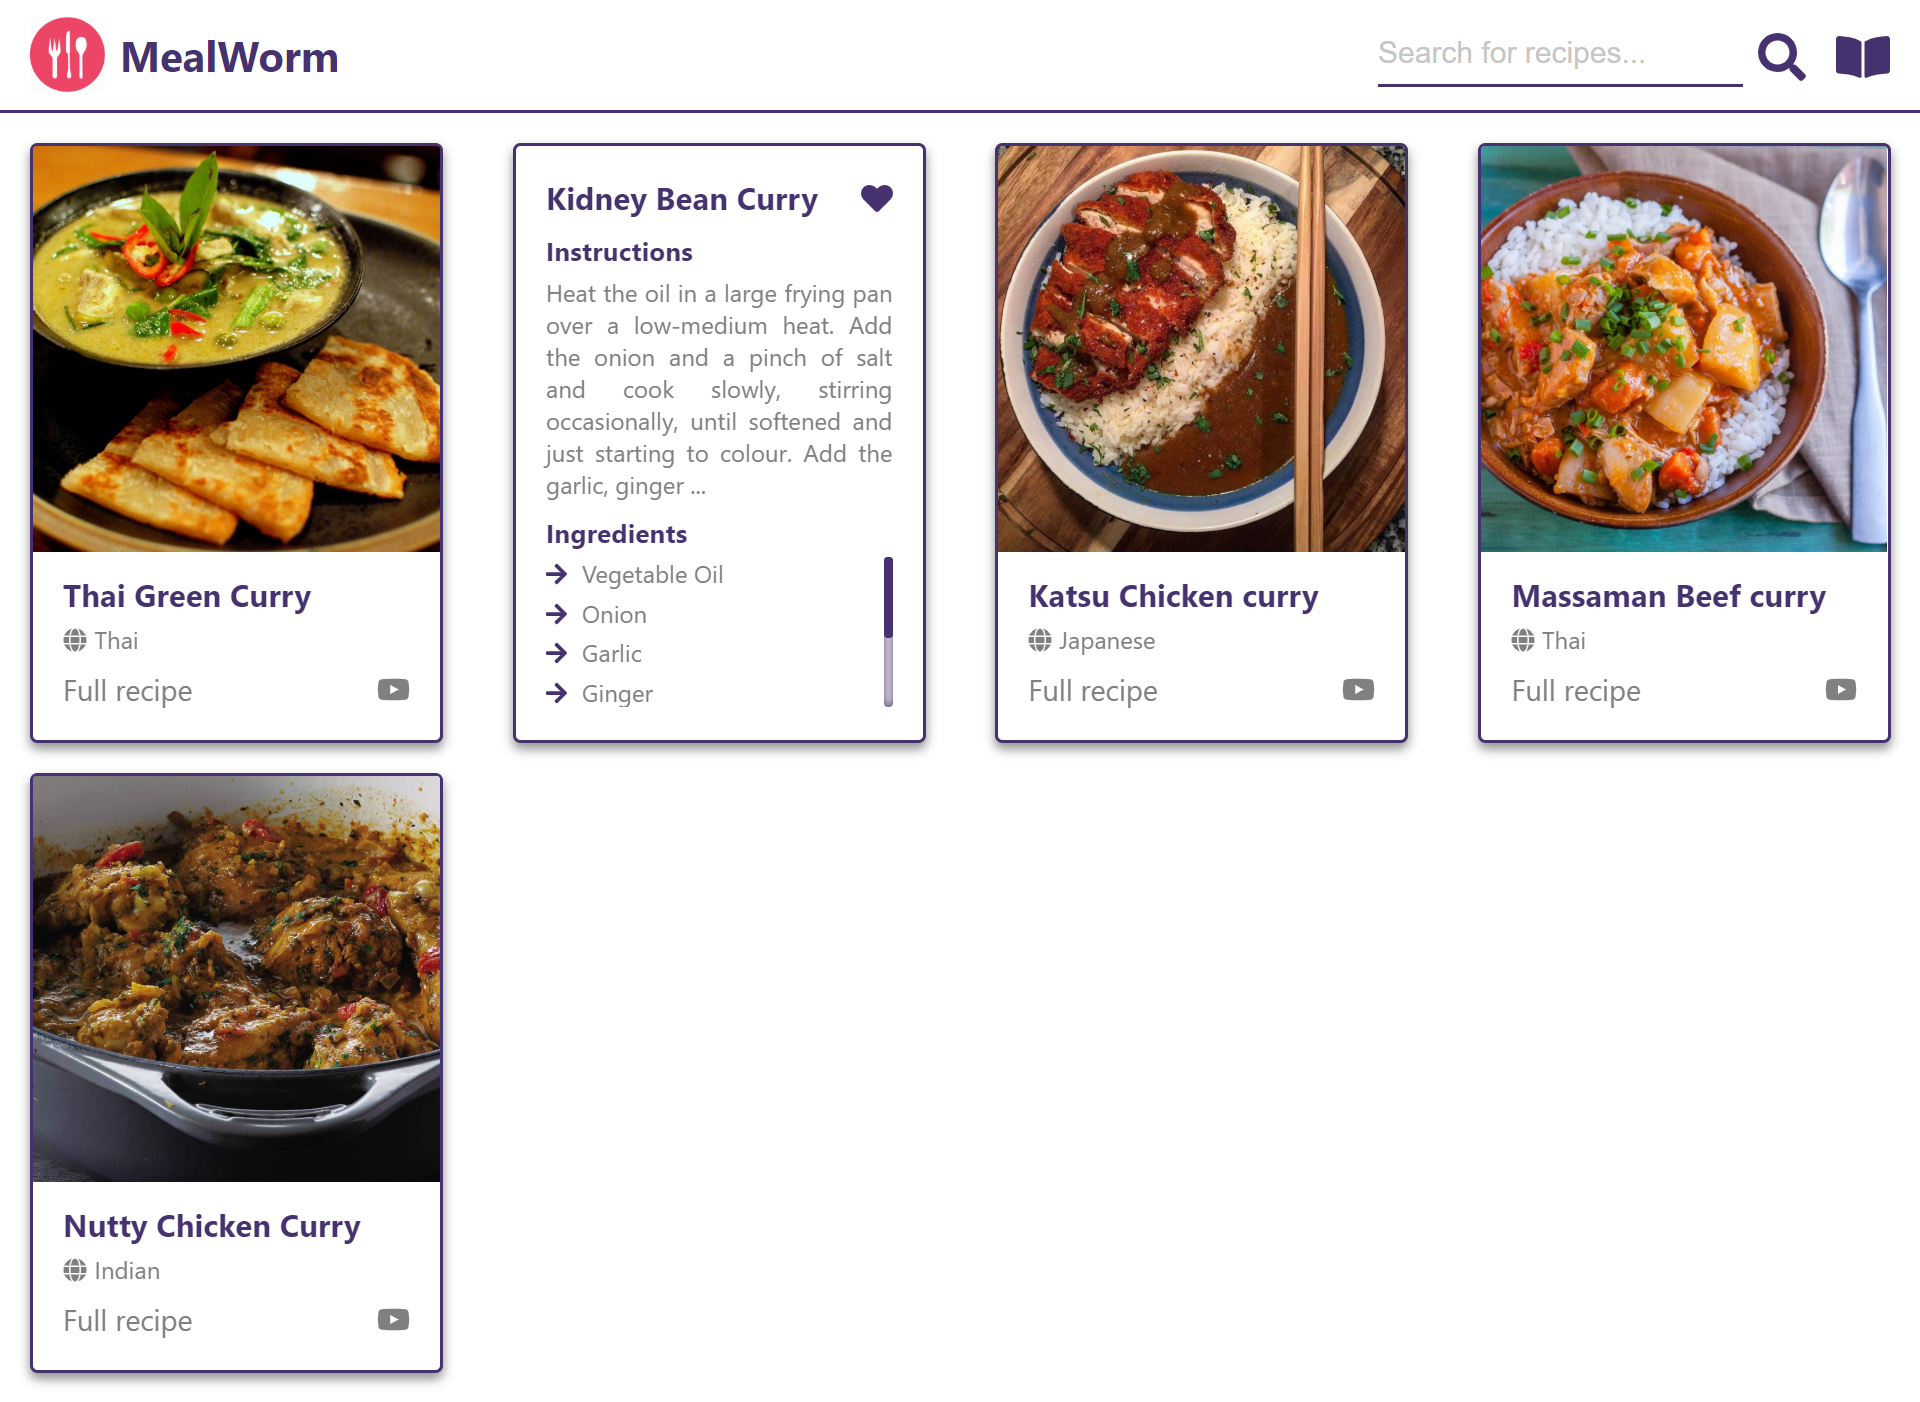 MealWorm
Search for recipes...
Thai Green Curry
Thai
Full recipe
Kidney Bean Curry
Instructions
Heat the oil in a large frying pan
over a low-medium heat. Add
the onion and a pinch of salt
and cook slowly, stirring
occasionally, until softened and
just starting to colour. Add the
garlic, ginger ...
Ingredients
Vegetable Oil
Onion
Garlic
Ginger
Katsu Chicken curry
Japanese
Full recipe
Massaman Beef curry
Thai
Full recipe
Nutty Chicken Curry
Indian
Full recipe